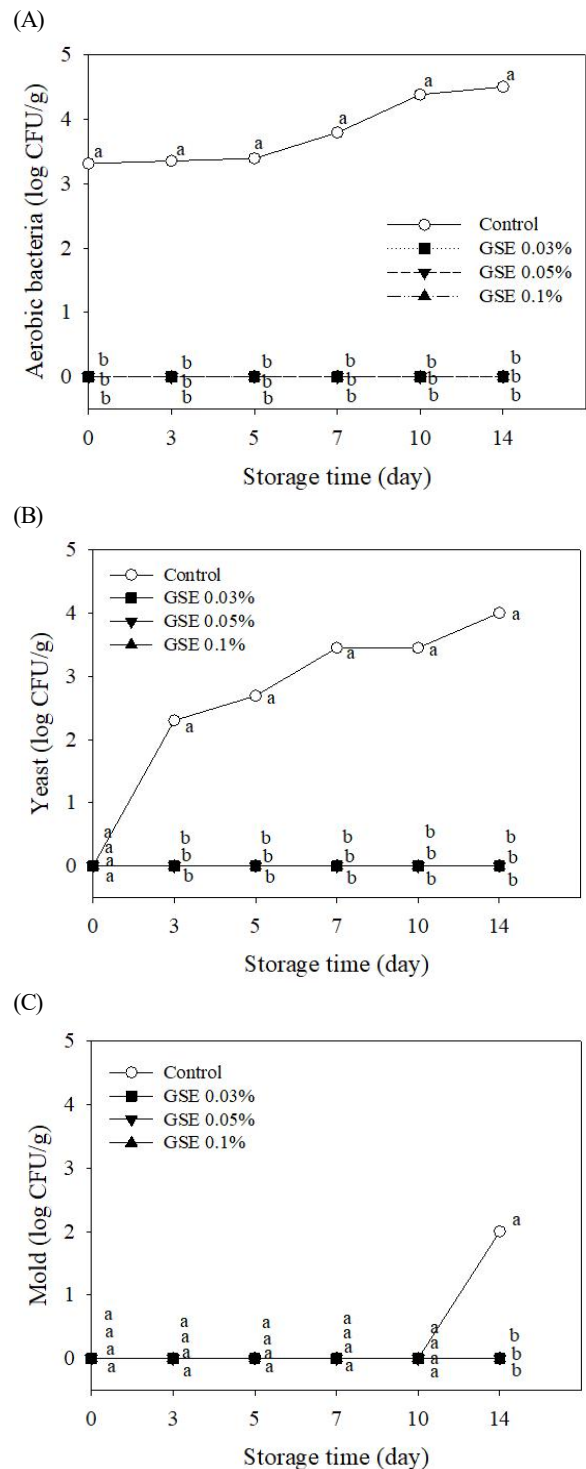 (A)
5
4
3
2
1
0
Aerobic bacteria (log CFU/g)
a a a a a a
Control
GSE 0.03%
GSE 0.05%
GSE 0.1%
b b b b b b
b b b b b b
b b b b b b
0 3 5 7 10 14
Storage time (day)
(B)
5
4
3
2
1
0
Yeast (log CFU/g)
Control
GSE 0.03%
GSE 0.05%
GSE 0.1%
a a a a a
a b b b b b
a b b b b b
a b b b b b
a
0 3 5 7 10 14
Storage time (day)
(C)
5
4
3
2
1
0
Mold (log CFU/g)
Control
GSE 0.03%
GSE 0.05%
GSE 0.1%
a
a a a a a b
a a a a a b
a a a a a b
a a a a a
0 3 5 7 10 14
Storage time (day)